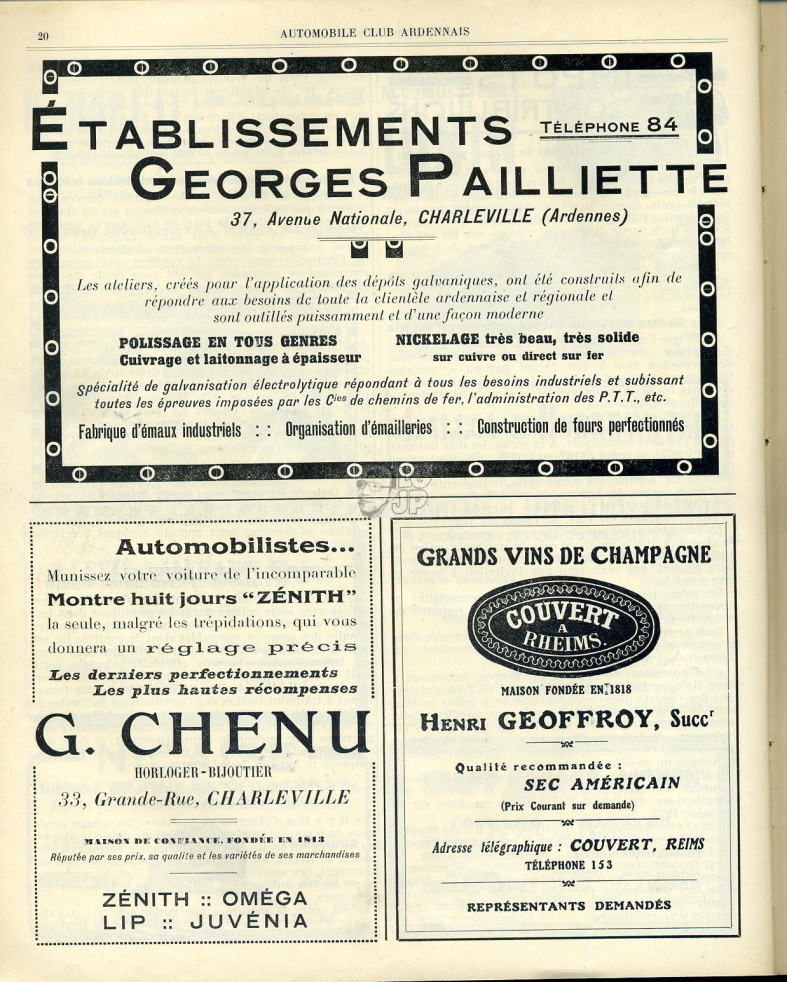 20
AUTOMOBILE CLUB ARDENNAIS
ÉTABLISSEMENTS
TÉLÉPHONE 84
GEORGES PAILLIETTE
37, Avenue Nationale, CHARLEVILLE (Ardennes)
Les ateliers, créés pour l'application des dépôts galvaniques, ont été construits afin de
répondre aux besoins de toute la clientèle ardennaise et régionale et
sont outillés puissamment et d'une façon moderne
POLISSAGE EN TOUS GENRES
Cuivrage et laitonnage à épaisseur
NICKELAGE très beau, très solide
sur cuivre ou direct sur fer
Spécialité de galvanisation électrolytique répondant à tous les besoins industriels et subissant
toutes les épreuves imposées par les Cies de chemins de fer, l'administration des P.T.T., etc.
Fabrique d'émaux industriels : : Organisation d'émailleries : : Construction de fours perfectionnés
LU
JP
Automobilistes...
Munissez votre voiture de l'incomparable
Montre huit jours "ZÉNITH"
la seule, malgré les trépidations, qui vous
donnera un réglage précis
Les derniers perfectionnements
Les plus hautes récompenses
G. CHENU
HORLOGER-BIJOUTIER
33, Grande-Rue, CHARLEVILLE
MAISON DE CONFIANCE, FONDÉE EN 1813
Réputée par ses prix, sa qualite et les variétés de ses marchandises
ZÉNITH :: OMÉGA
LIP :: JUVÉNIA
GRANDS VINS DE CHAMPAGNE
COUVERT
A
RHEIMS.
MAISON FONDÉE EN 1818
HENRI GEOFFROY, Succr
Qualité recommandée :
SEC AMÉRICAIN
(Prix Courant sur demande)
Adresse télégraphique : COUVERT, REIMS
TÉLÉPHONE 153
REPRÉSENTANTS DEMANDÉS